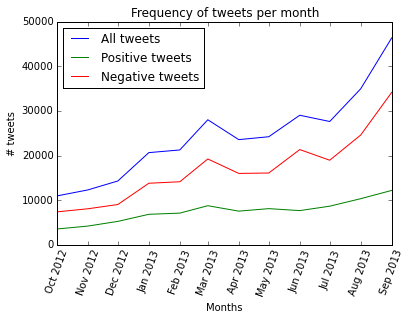 Frequency of tweets per month
50000
40000
30000
20000
10000
0
# tweets
All tweets
Positive tweets
Negative tweets
Oct 2012
Nov 2012
Dec 2012
Jan 2013
Feb 2013
Mar 2013
Apr 2013
May 2013
Jun 2013
Jul 2013
Aug 2013
Sep 2013
Months